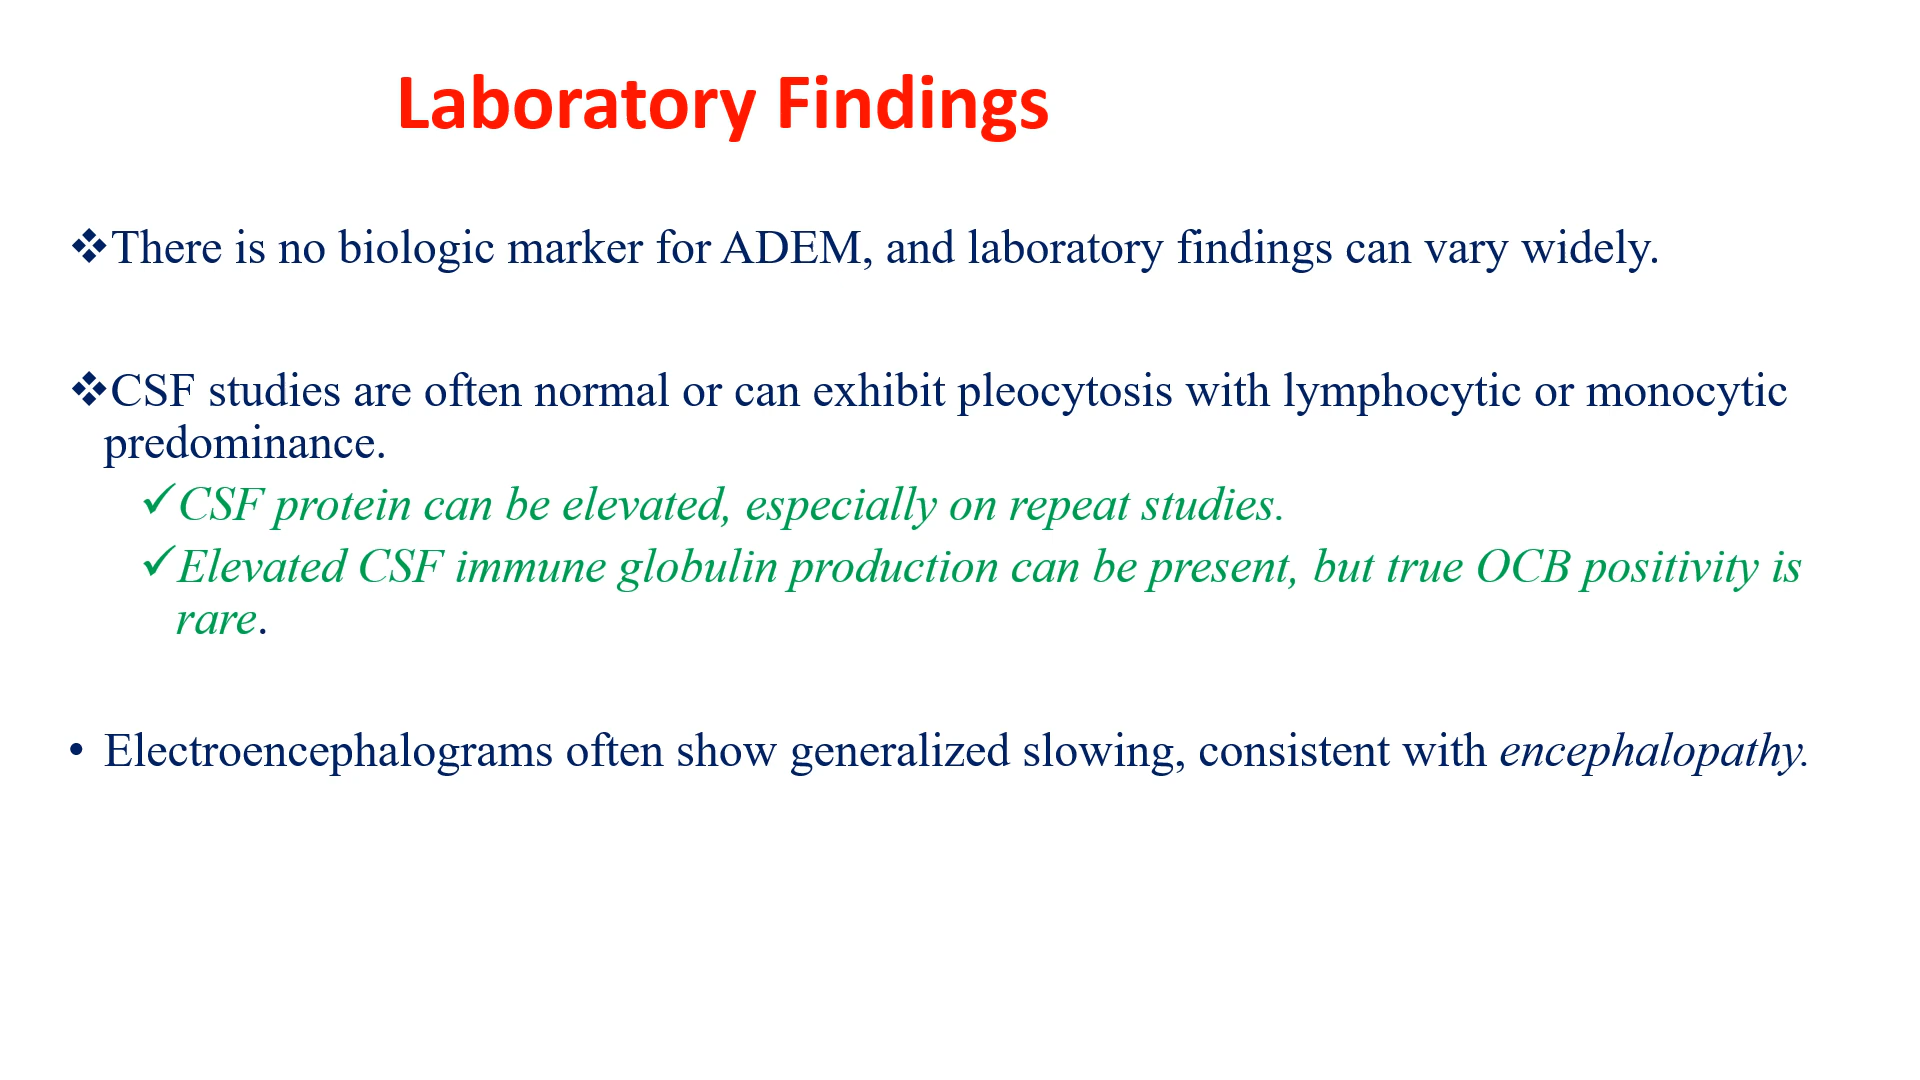 Laboratory Findings
❖There is no biologic marker for ADEM, and laboratory findings can vary widely.
❖CSF studies are often normal or can exhibit pleocytosis with lymphocytic or monocytic
predominance.
✓CSF protein can be elevated, especially on repeat studies.
✓Elevated CSF immune globulin production can be present, but true OCB positivity is
rare.
• Electroencephalograms often show generalized slowing, consistent with encephalopathy.